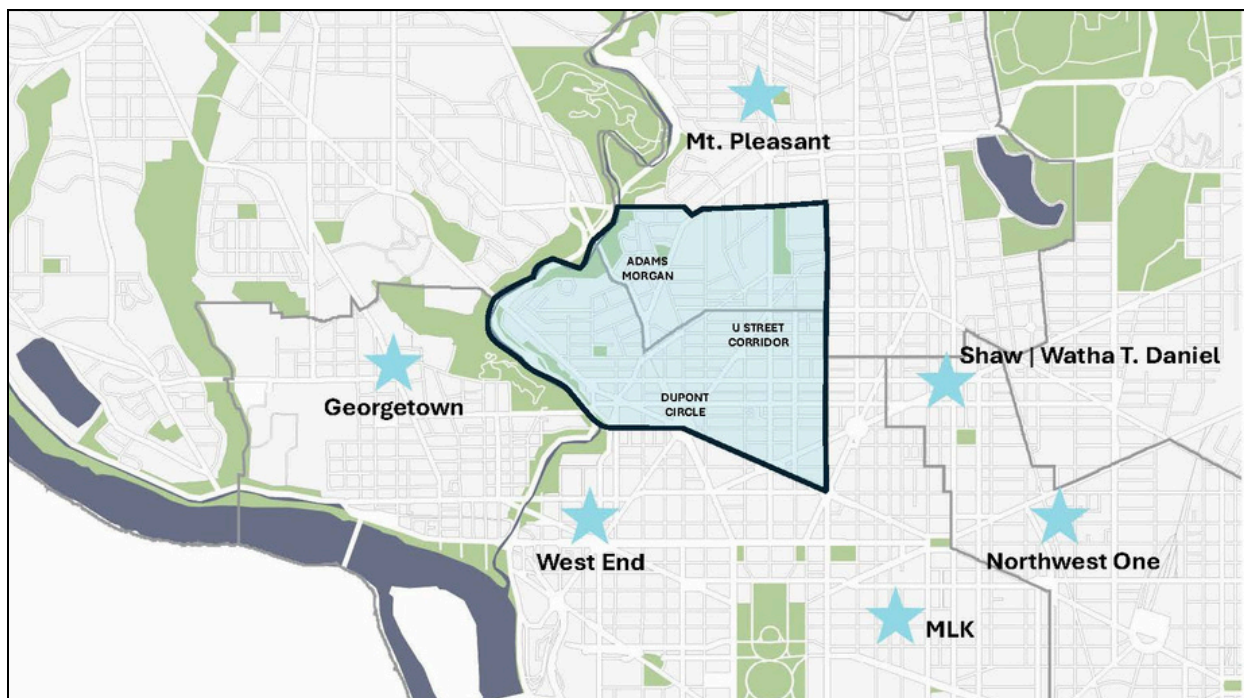 Mt. Pleasant
ADAMS
MORGAN
U STREET
CORRIDOR
Shaw | Watha T. Daniel
Georgetown
DUPONT
CIRCLE
West End
Northwest One
MLK